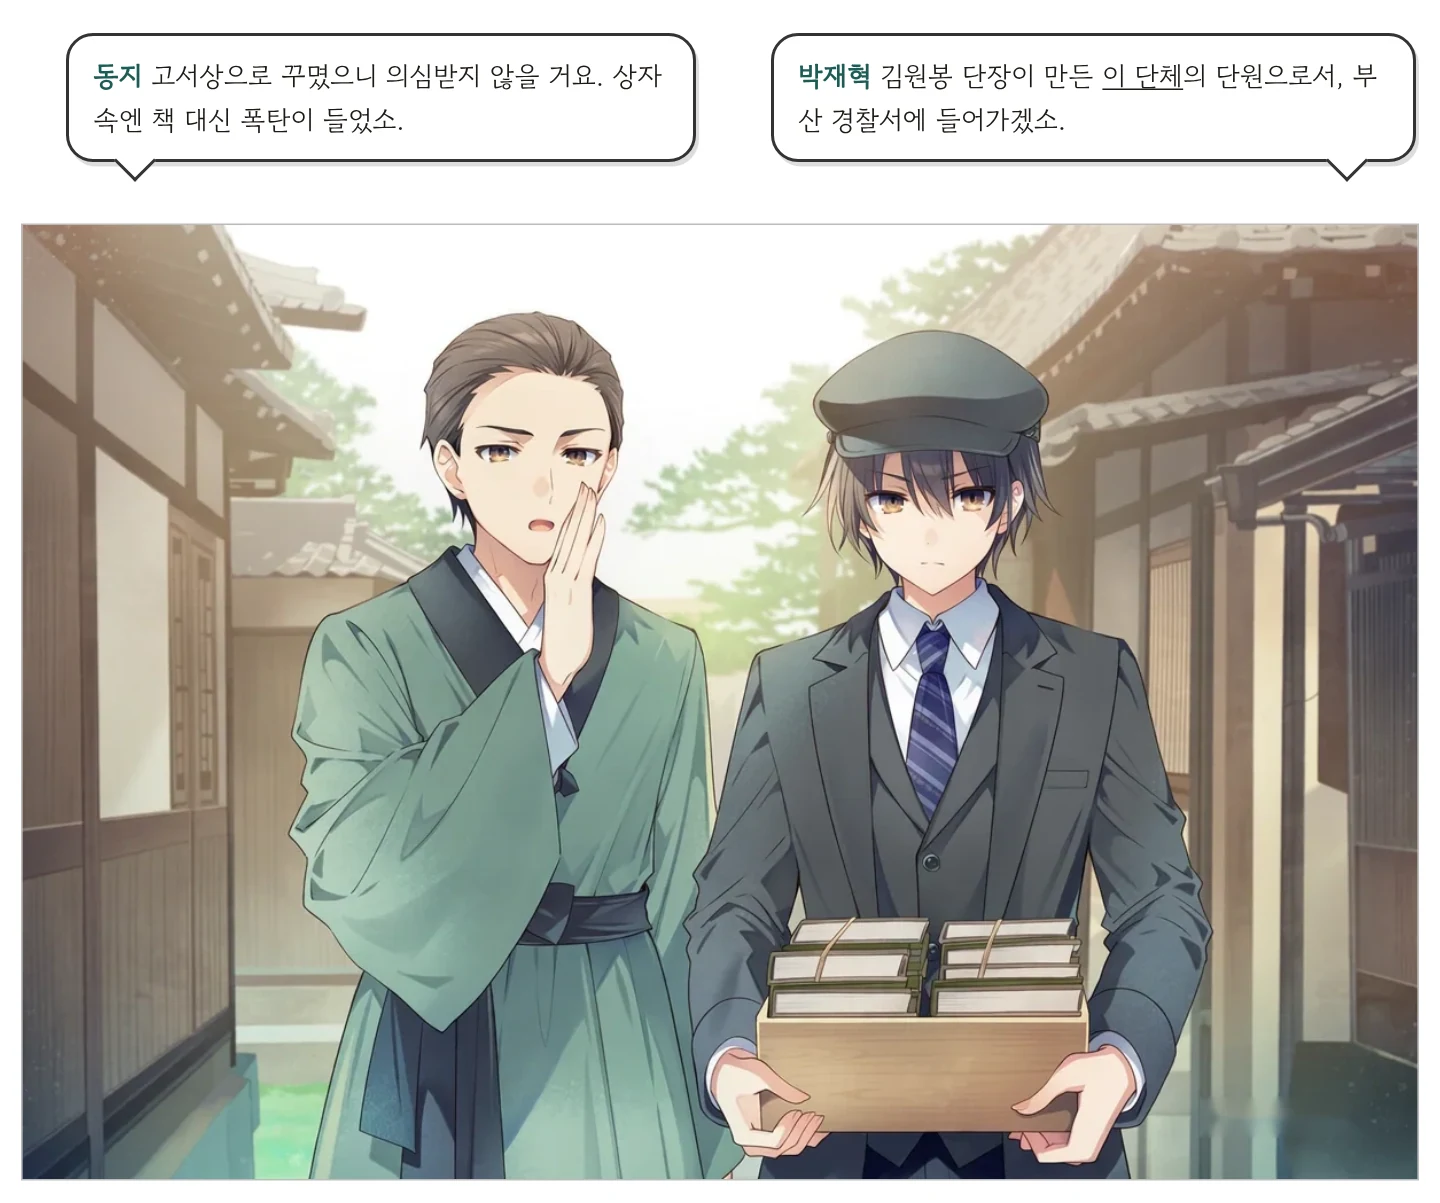 동지 고서상으로 꾸몄으니 의심받지 않을 거요. 상자
속엔 책 대신 폭탄이 들었소.
박재혁 김원봉 단장이 만든 이 단체의 단원으로서, 부
산 경찰서에 들어가겠소.